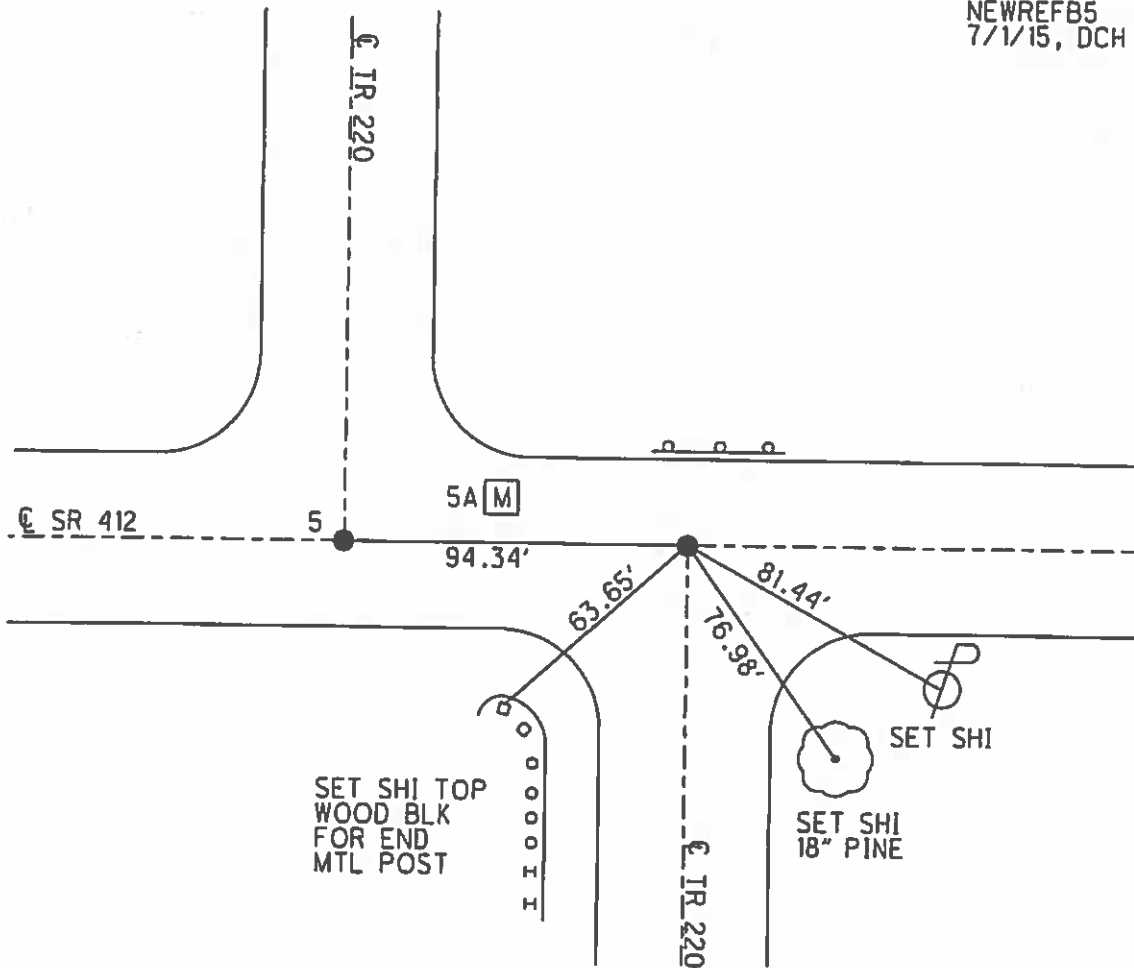 NEWREFB5
7/1/15, DCH
℄ TR 220
5A M
℄ SR 412
5
94.34'
63.65'
76.98'
81.44'
SET SHI
SET SHI TOP
WOOD BLK
FOR END
MTL POST
SET SHI
18" PINE
℄ TR 220